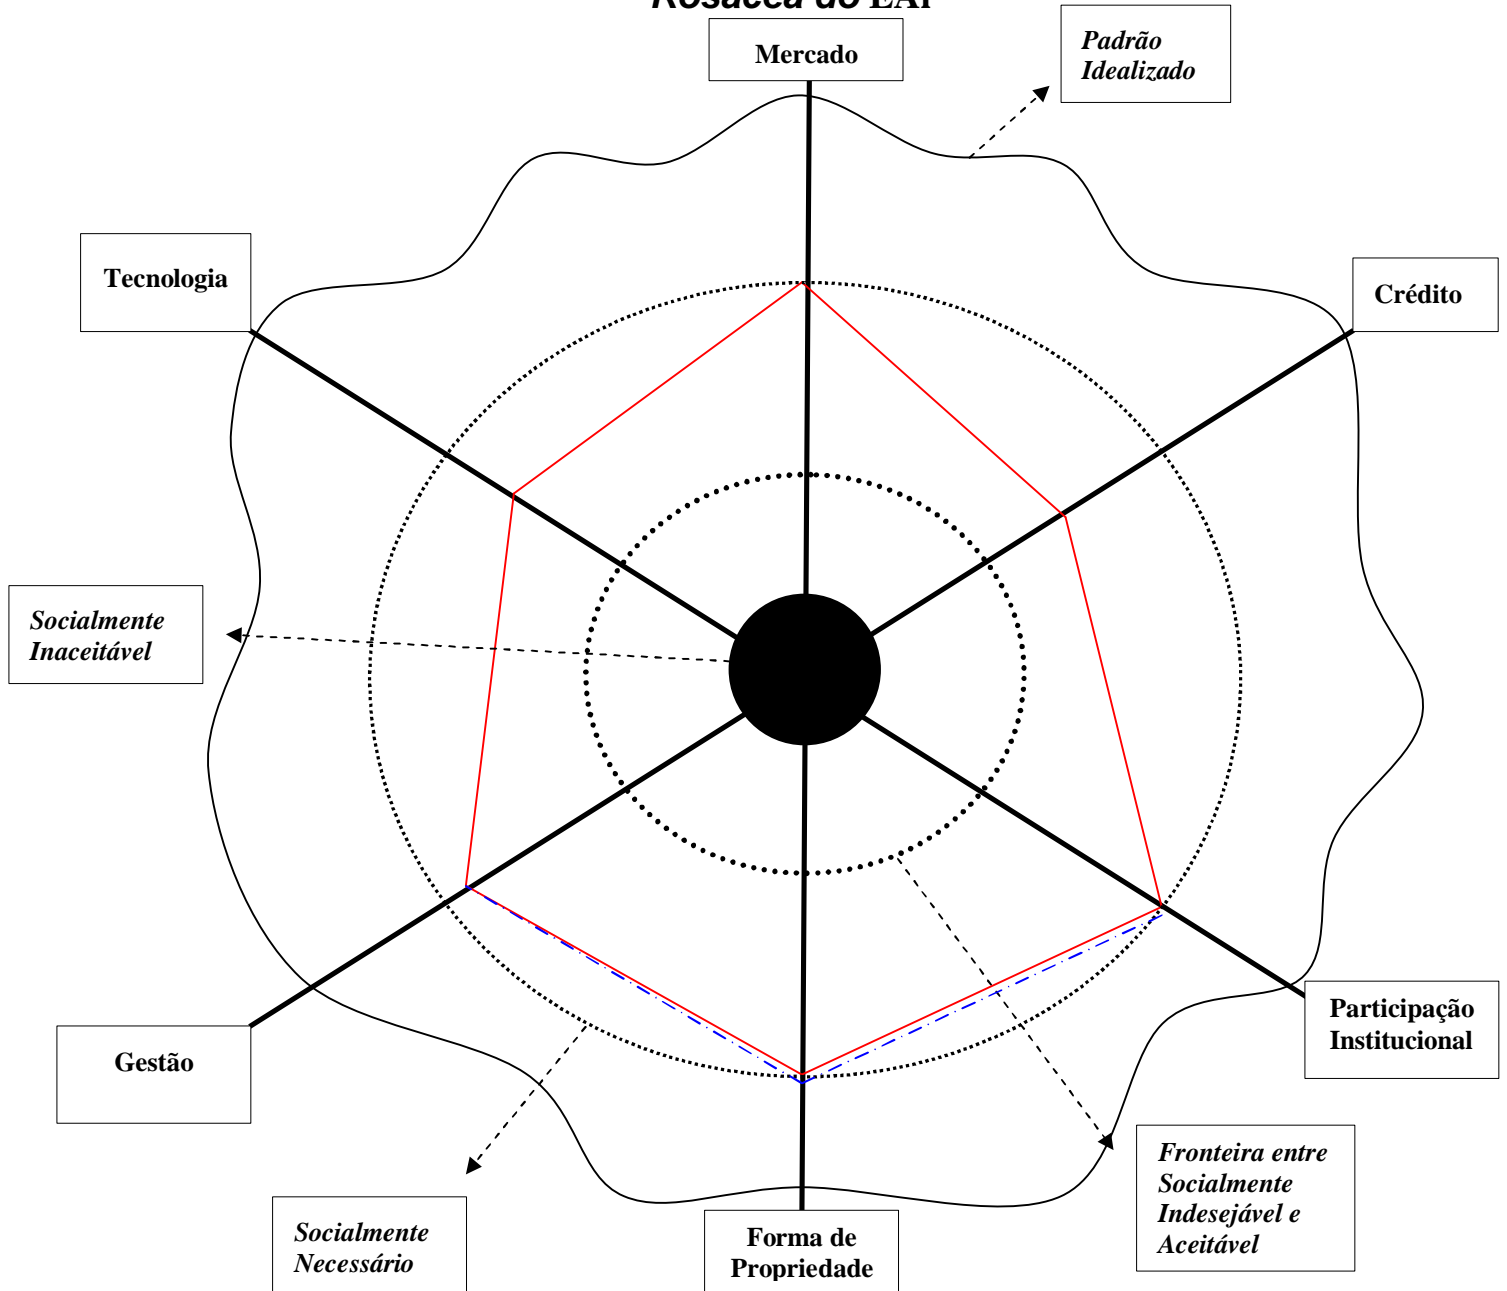 Mercado
Padrão
Idealizado
Tecnologia
Crédito
Socialmente
Inaceitável
Participação
Institucional
Gestão
Fronteira entre
Socialmente
Indesejável e
Aceitável
Socialmente
Necessário
Forma de
Propriedade